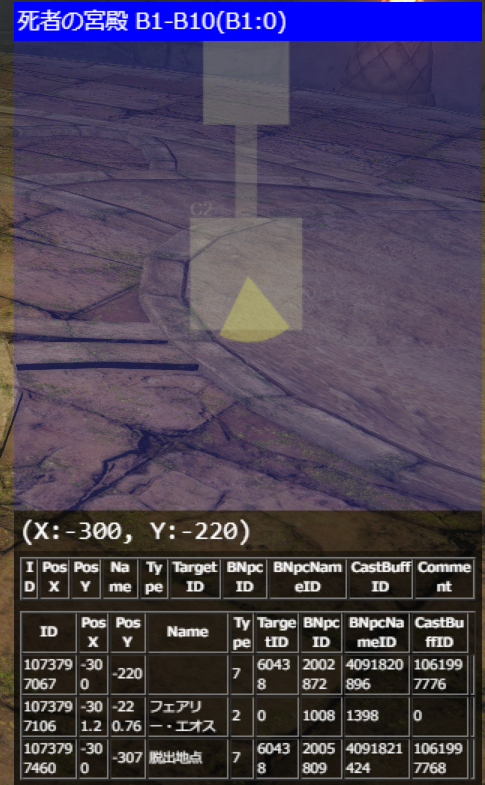 死者の宮殿 B1-B10(B1:0)
C2
(X:-300, Y:-220)
I Pos Pos Na Ty Target BNpc BNpcNam CastBuff Comme
D X Y me pe ID ID eID ID nt
ID Pos Pos Name Ty Targe BNpc BNpcNa CastBu
X Y pe tID ID meID ffID
107379 -30 -220 7 6043 2002 4091820 106199
7067 0 8 872 896 7776
107379 -30 -22 フェアリ 2 0 1008 1398 0
7106 1.2 0.76 ー・エオス
107379 -30 -307 脱出地点 7 6043 2005 4091821 106199
7460 0 8 809 424 7768